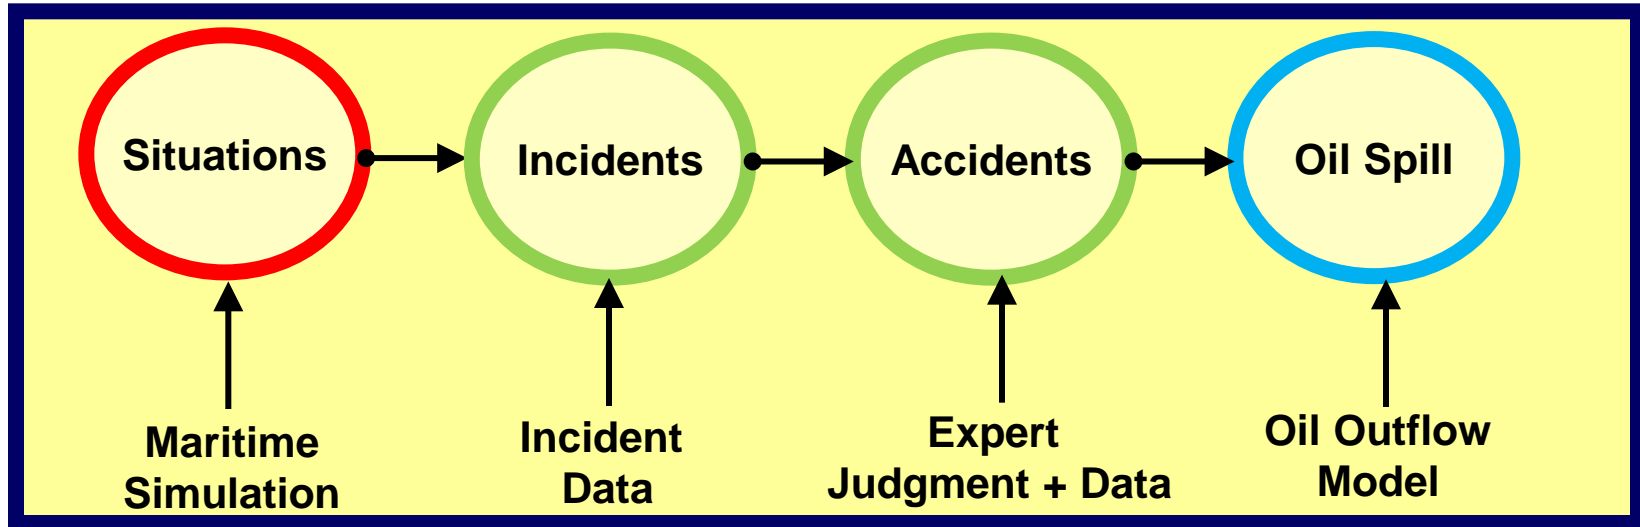 Situations
Incidents
Accidents
Oil Spill
Maritime
Simulation
Incident
Data
Expert
Judgment + Data
Oil Outflow
Model